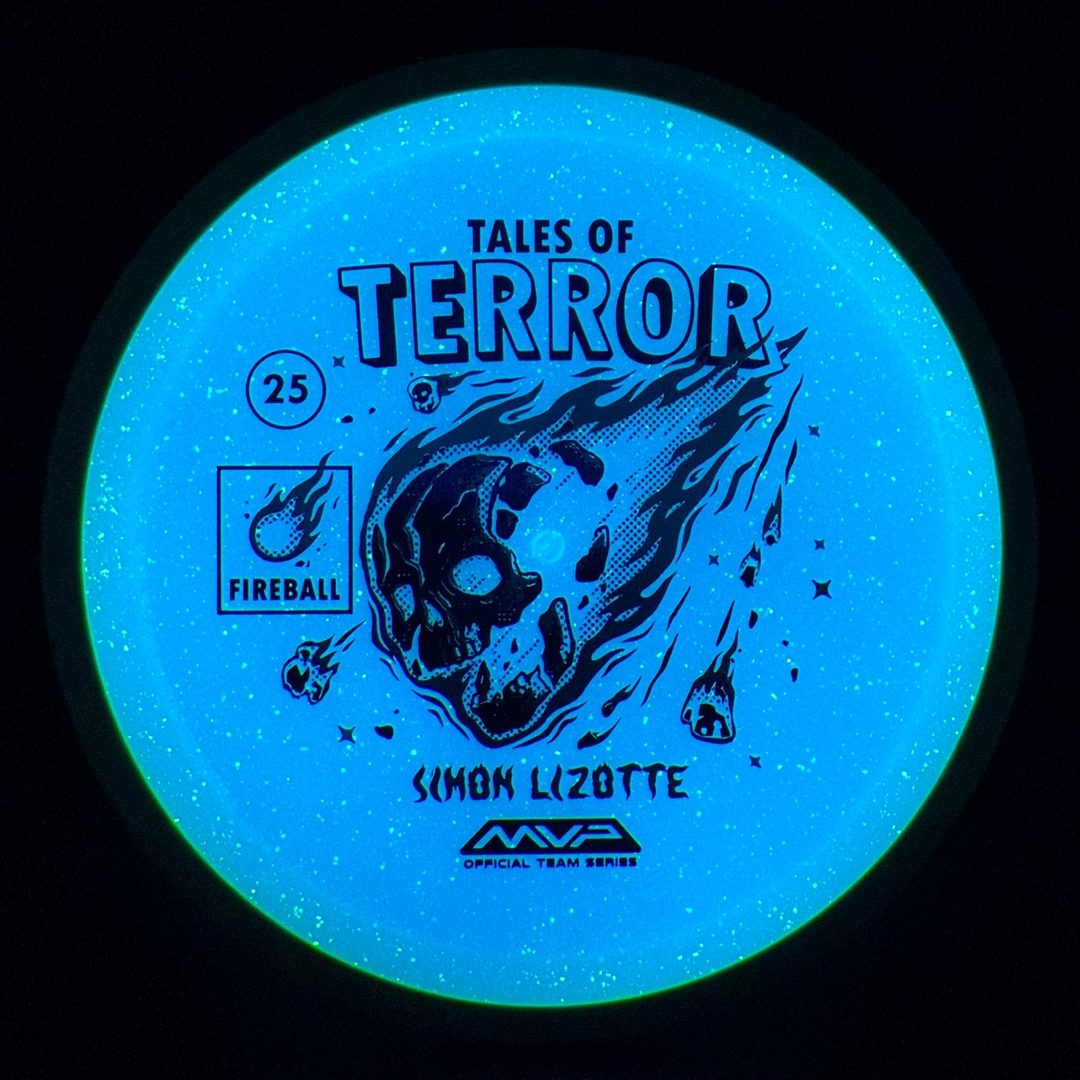 TALES OF
TERROR
25
FIREBALL
SIMON LIZOTTE
MVP
OFFICIAL TEAM SERIES